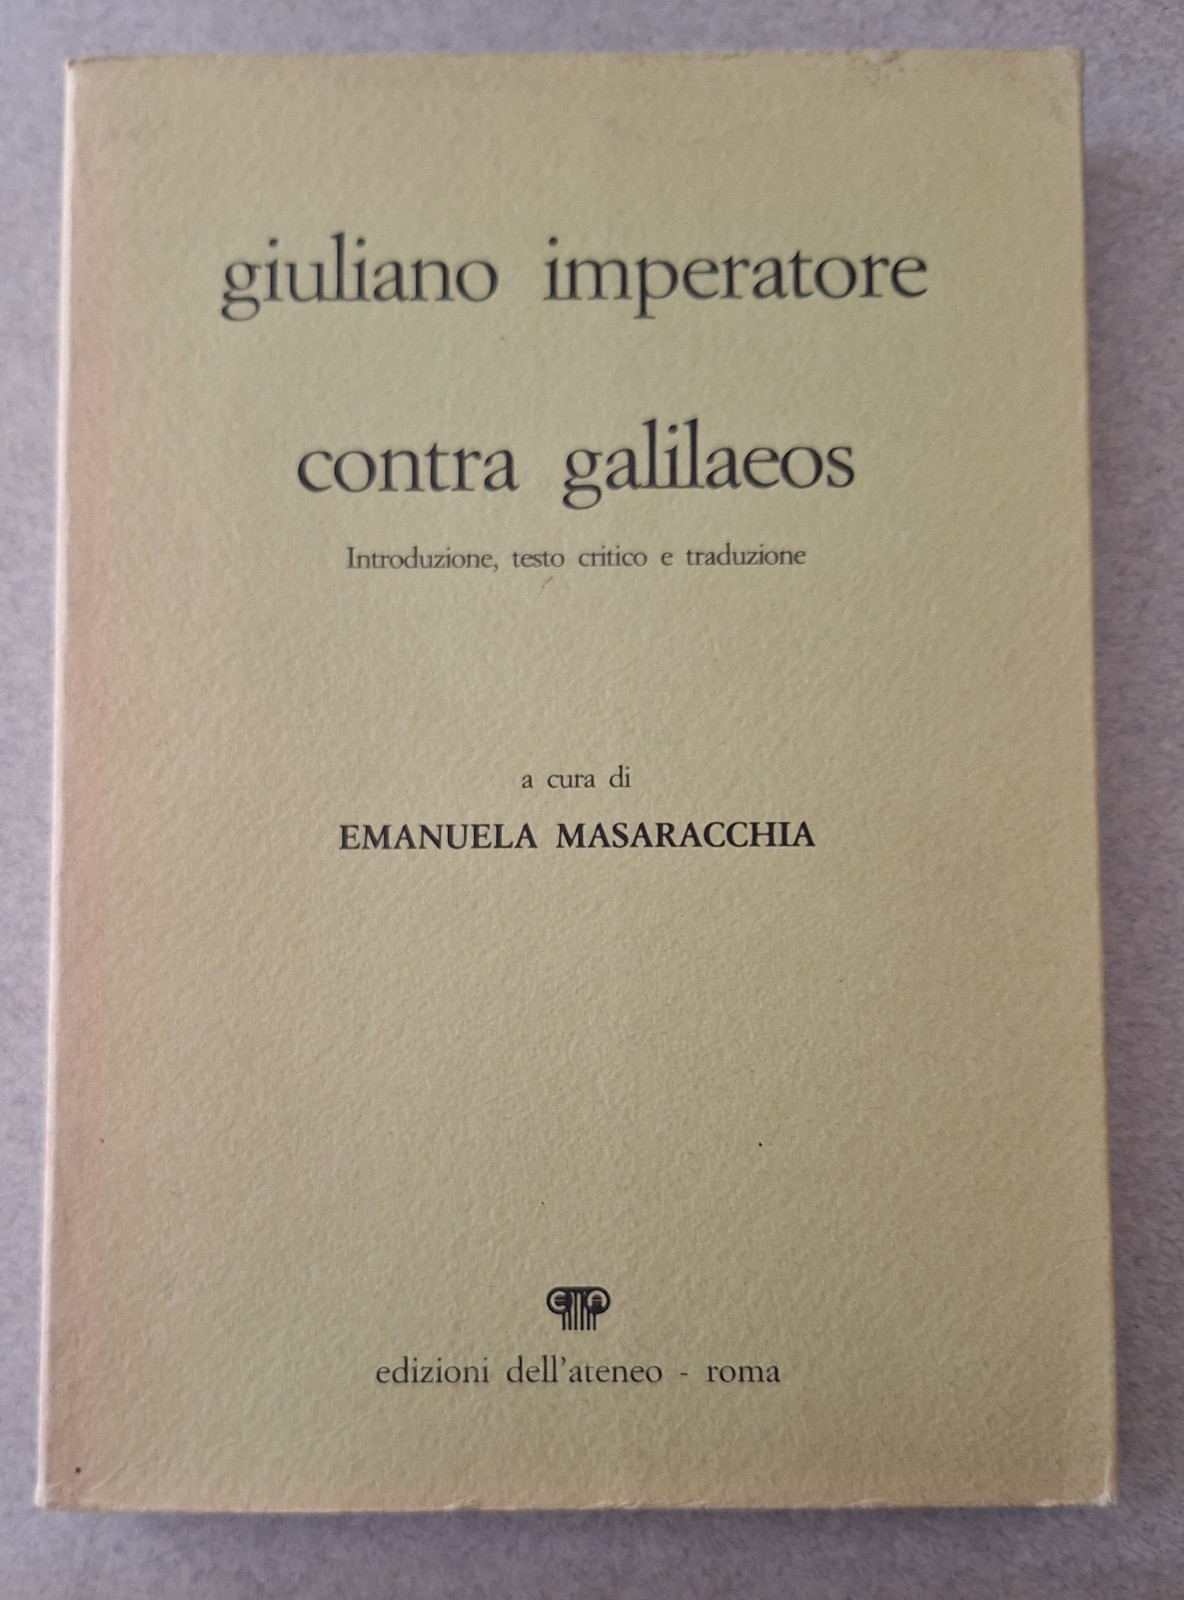 giuliano imperatore
contra galilaeos
Introduzione, testo critico e traduzione
a cura di
EMANUELA MASARACCHIA
E A
edizioni dell'ateneo - roma